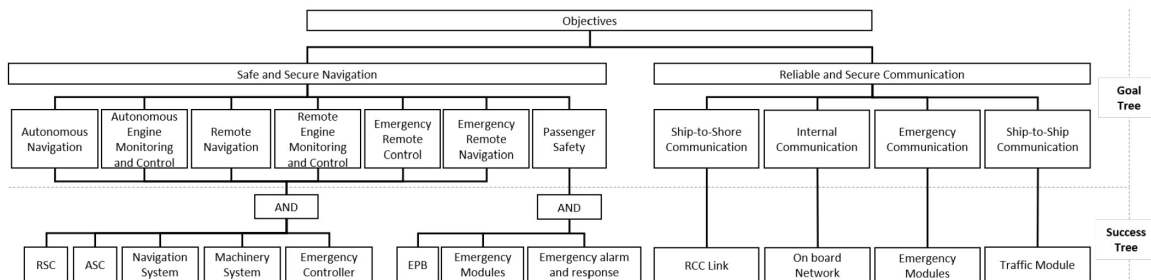 Objectives
Safe and Secure Navigation
Reliable and Secure Communication
Goal
Tree
Autonomous
Navigation
Autonomous
Engine
Monitoring
and Control
Remote
Navigation
Remote
Engine
Monitoring
and Control
Emergency
Remote
Control
Emergency
Remote
Navigation
Passenger
Safety
Ship-to-Shore
Communication
Internal
Communication
Emergency
Communication
Ship-to-Ship
Communication
AND
AND
Success
Tree
RSC
ASC
Navigation
System
Machinery
System
Emergency
Controller
EPB
Emergency
Modules
Emergency alarm
and response
RCC Link
On board
Network
Emergency
Modules
Traffic Module